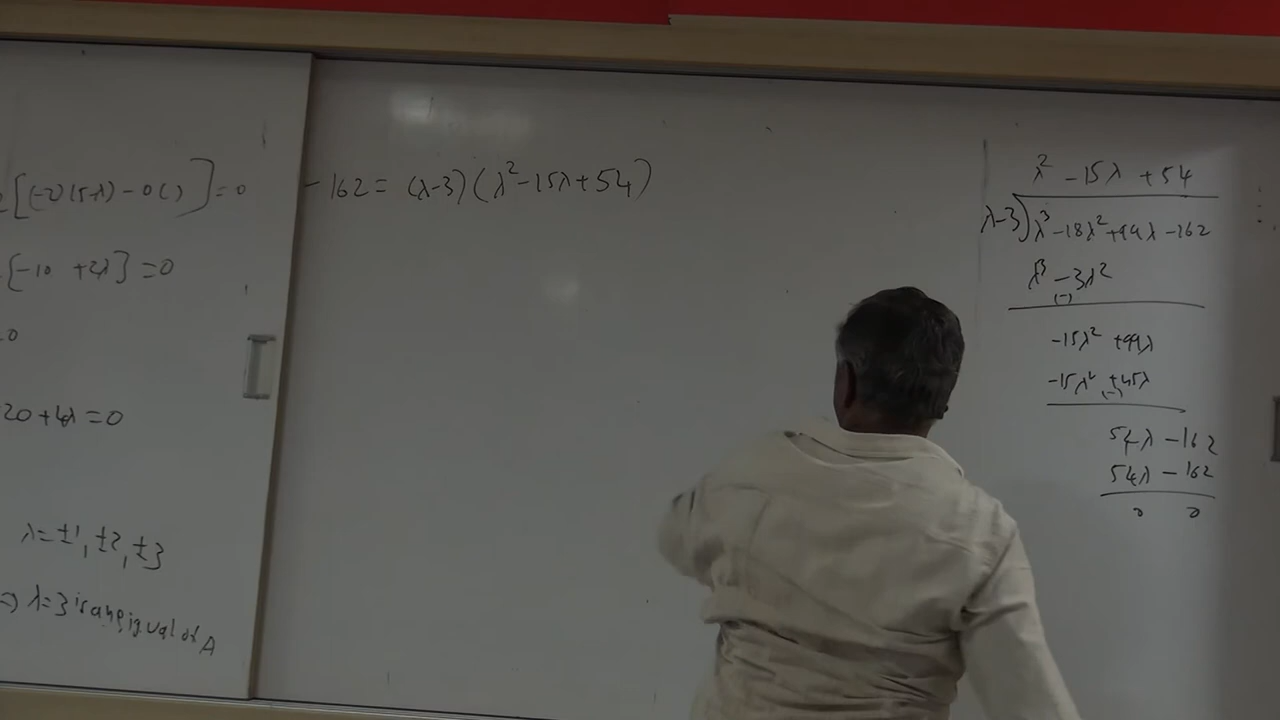 [(-2)(5-λ)-0()]=0
[-10 +2λ]=0
0
20+4λ=0
λ=±1, ±2, ±3
⇒ λ=3 is an eigval of A
-162 = (λ-3)(λ²-15λ+54)
λ² -15λ +54
λ-3)λ³-18λ²+99λ-162
λ³ -3λ²
(-)
-15λ² +99λ
-15λ² +45λ
(-)
54λ -162
54λ -162
0 0